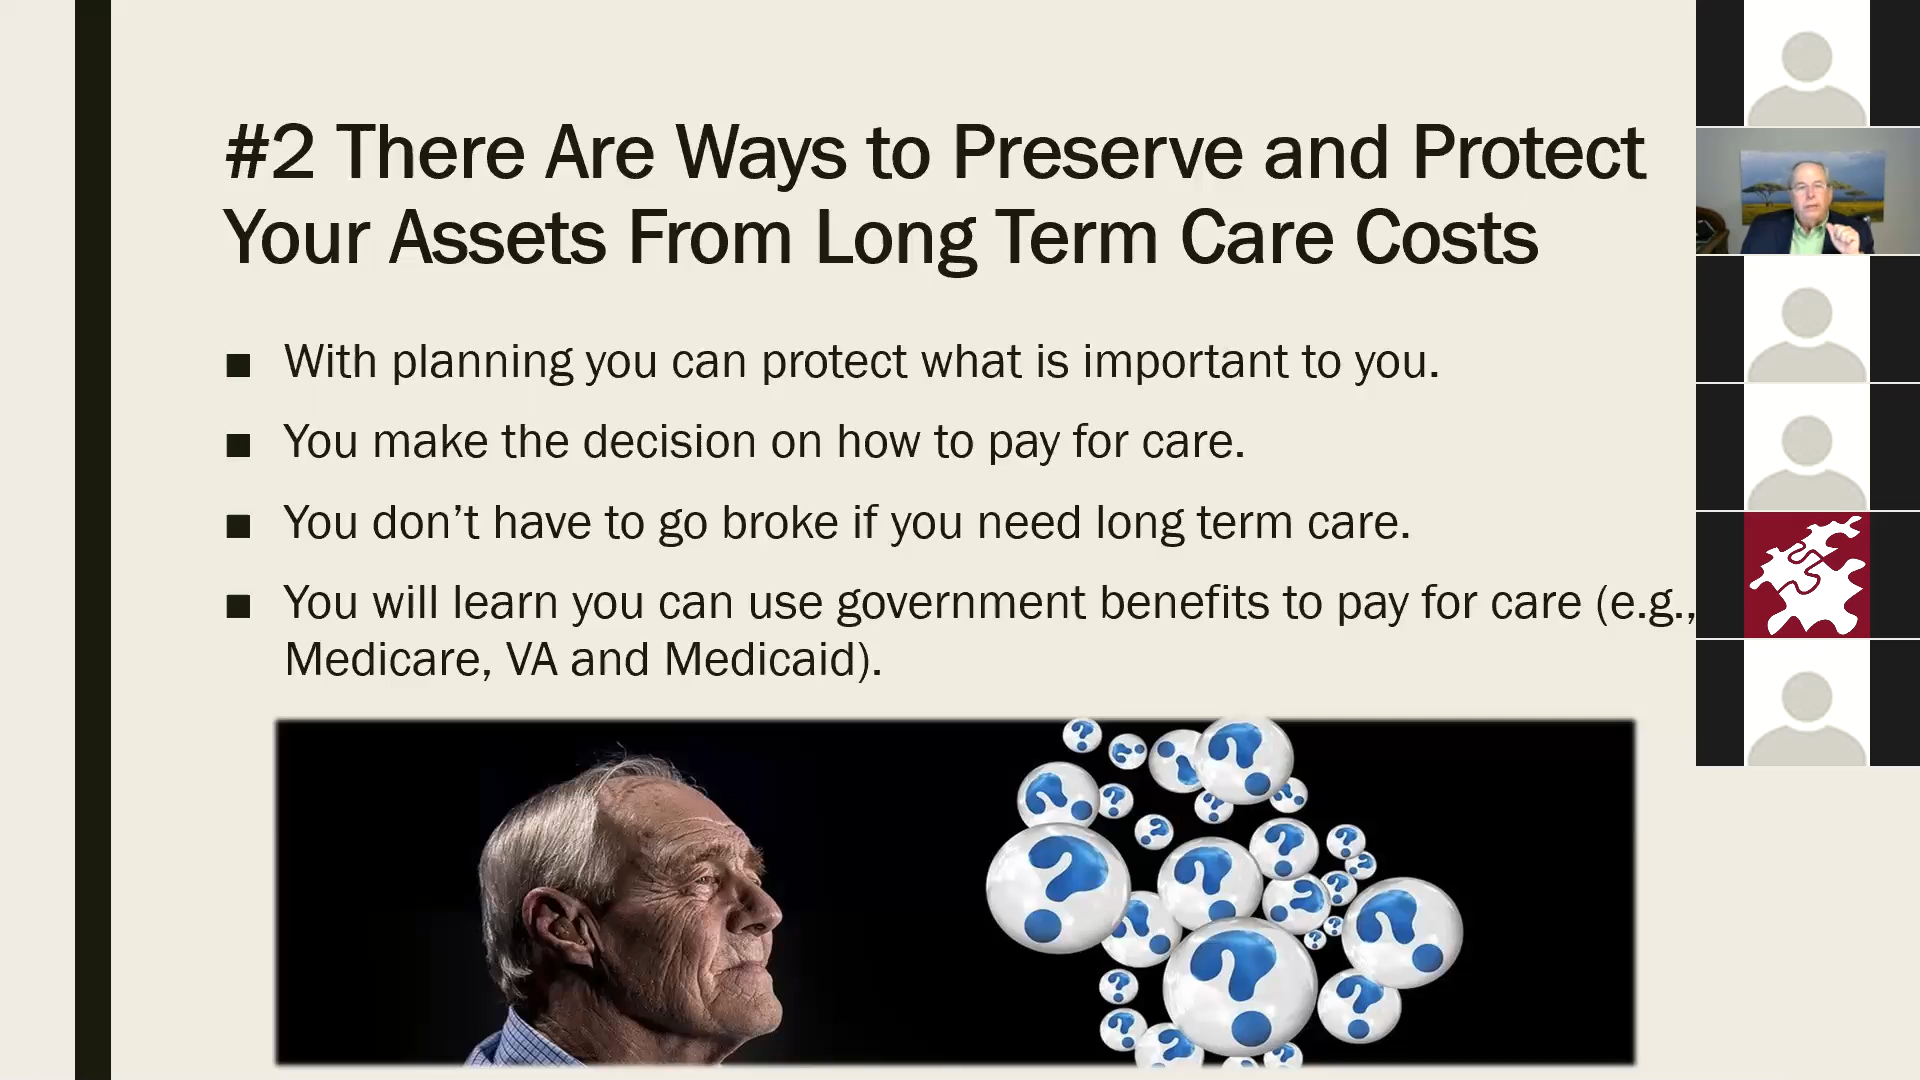 #2 There Are Ways to Preserve and Protect
Your Assets From Long Term Care Costs
■ With planning you can protect what is important to you.
■ You make the decision on how to pay for care.
■ You don’t have to go broke if you need long term care.
■ You will learn you can use government benefits to pay for care (e.g.,
Medicare, VA and Medicaid).